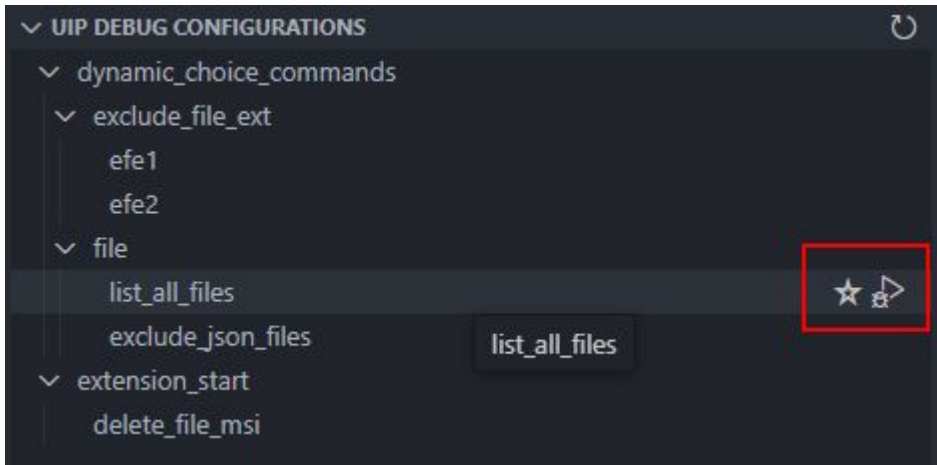 UIP DEBUG CONFIGURATIONS
dynamic_choice_commands
exclude_file_ext
efe1
efe2
file
list_all_files
exclude_json_files
list_all_files
extension_start
delete_file_msi